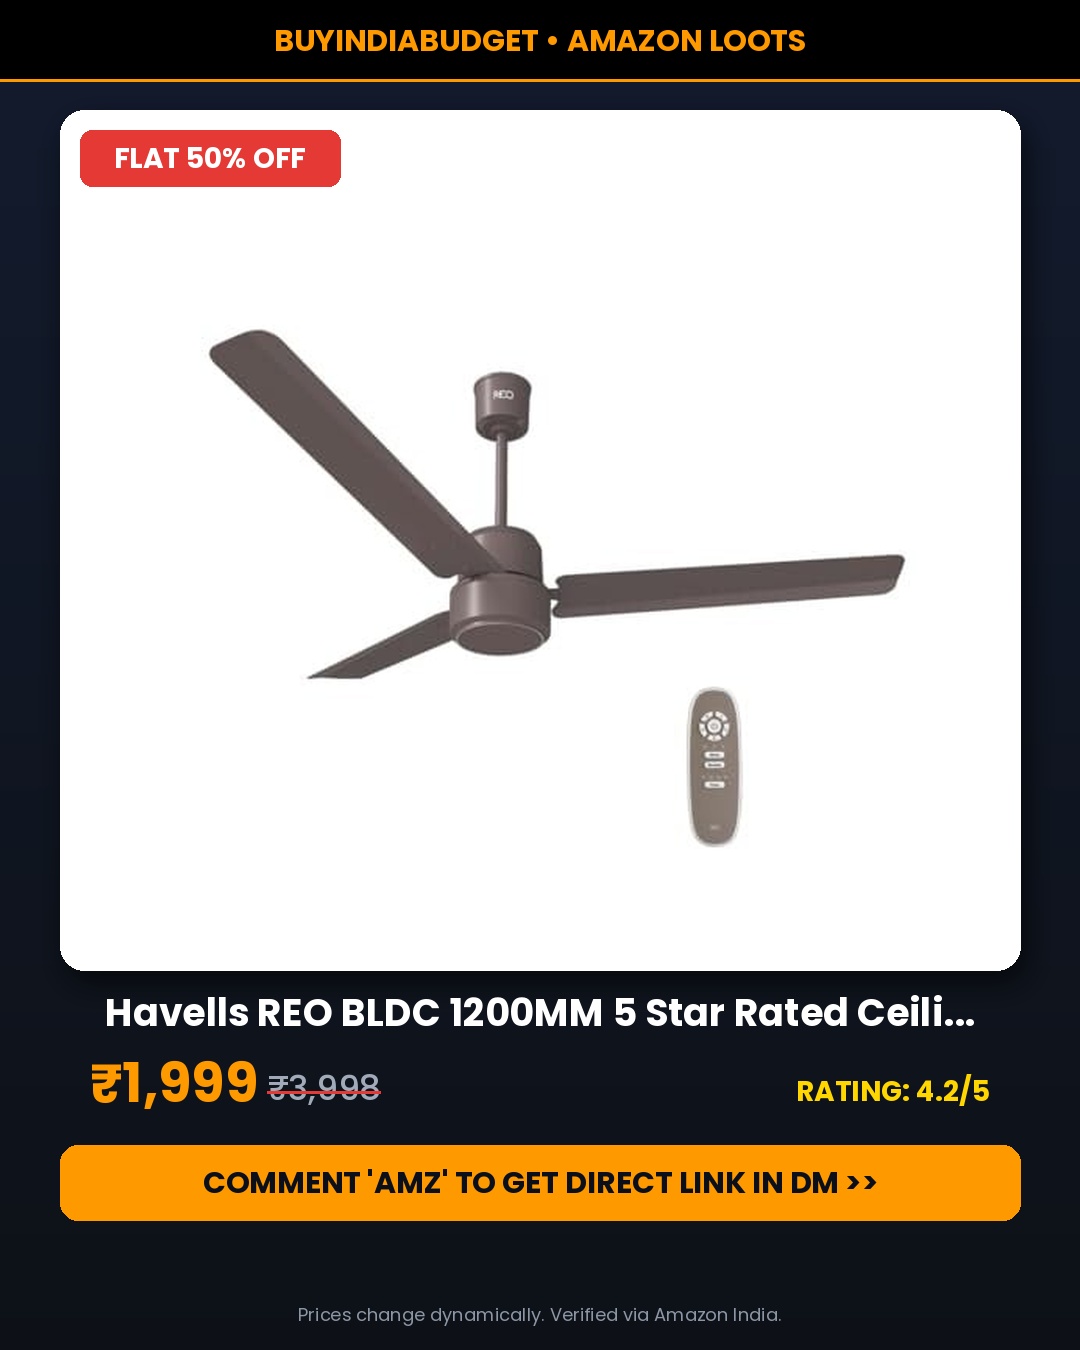 BUYINDIABUDGET • AMAZON LOOTS
FLAT 50% OFF
REO
Havells REO BLDC 1200MM 5 Star Rated Ceili...
₹1,999 ₹3,998
RATING: 4.2/5
COMMENT 'AMZ' TO GET DIRECT LINK IN DM >>
Prices change dynamically. Verified via Amazon India.